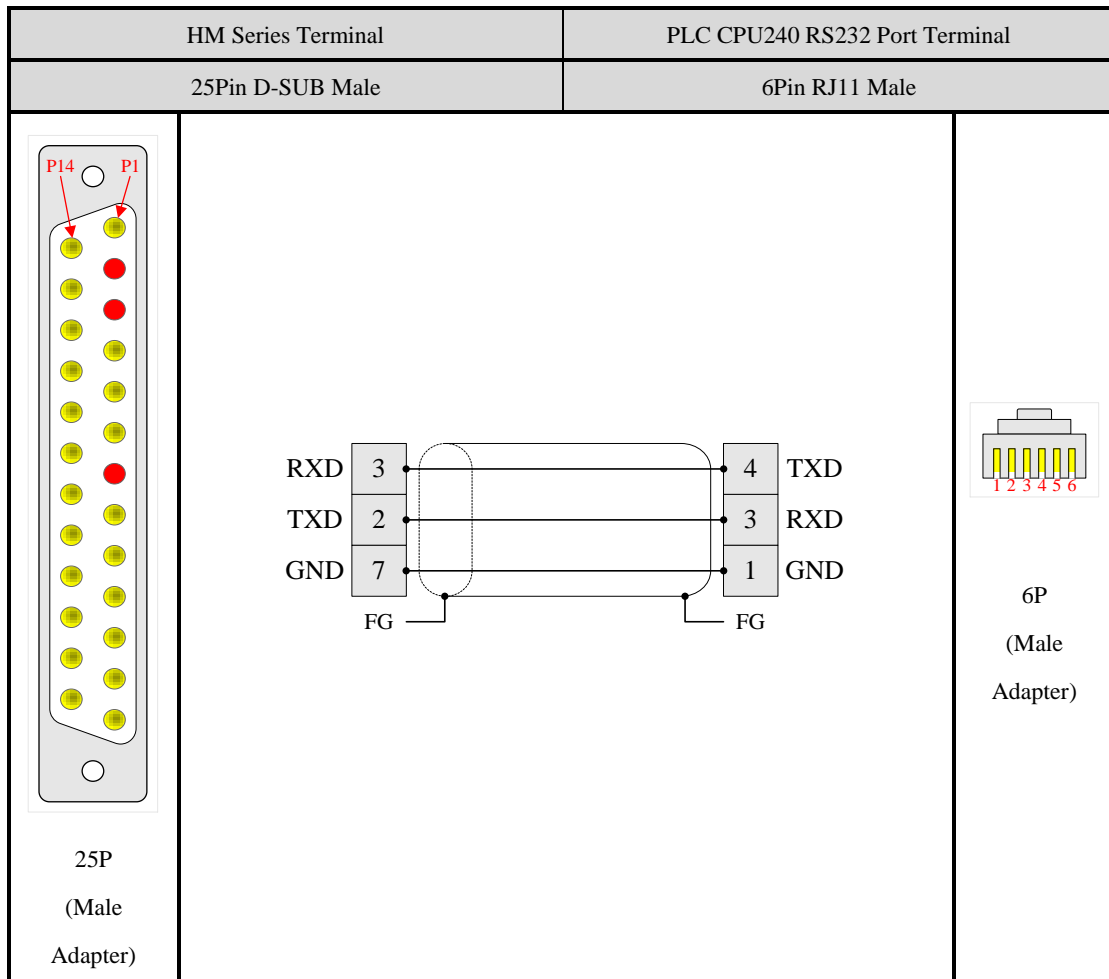 HM Series Terminal
PLC CPU240 RS232 Port Terminal
25Pin D-SUB Male
6Pin RJ11 Male
P14 P1
25P
(Male
Adapter)
RXD 3 4 TXD
TXD 2 3 RXD
GND 7 1 GND
FG FG
1 2 3 4 5 6
6P
(Male
Adapter)